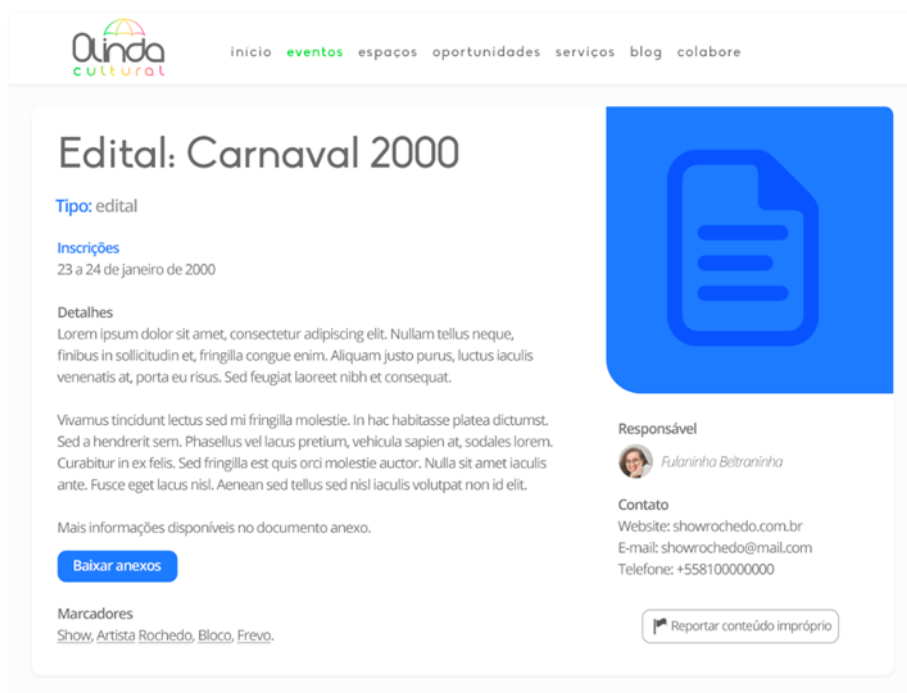 Olinda
cultural
início eventos espaços oportunidades serviços blog colabore
Edital: Carnaval 2000
Tipo: edital
Inscrições
23 a 24 de janeiro de 2000
Detalhes
Lorem ipsum dolor sit amet, consectetur adipiscing elit. Nullam tellus neque,
finibus in sollicitudin et, fringilla congue enim. Aliquam justo purus, luctus iaculis
venenatis at, porta eu risus. Sed feugiat laoreet nibh et consequat.
Vivamus tincidunt lectus sed mi fringilla molestie. In hac habitasse platea dictumst.
Sed a hendrerit sem. Phasellus vel lacus pretium, vehicula sapien at, sodales lorem.
Curabitur in ex felis. Sed fringilla est quis orci molestie auctor. Nulla sit amet iaculis
ante. Fusce eget lacus nisl. Aenean sed tellus sed nisl iaculis volutpat non id elit.
Mais informações disponíveis no documento anexo.
Baixar anexos
Marcadores
Show, Artista Rochedo, Bloco, Frevo.
Responsável
Fulaninha Beltraninha
Contato
Website: showrochedo.com.br
E-mail: showrochedo@mail.com
Telefone: +558100000000
Reportar conteúdo impróprio